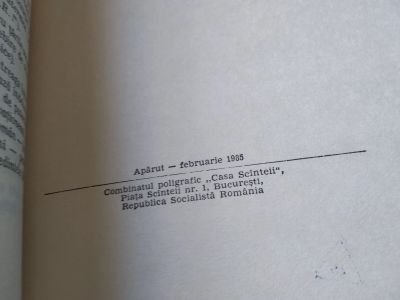 Apărut — februarie 1985
Combinatul poligrafic „Casa Scînteii“,
Piața Scînteii nr. 1, București,
Republica Socialistă România